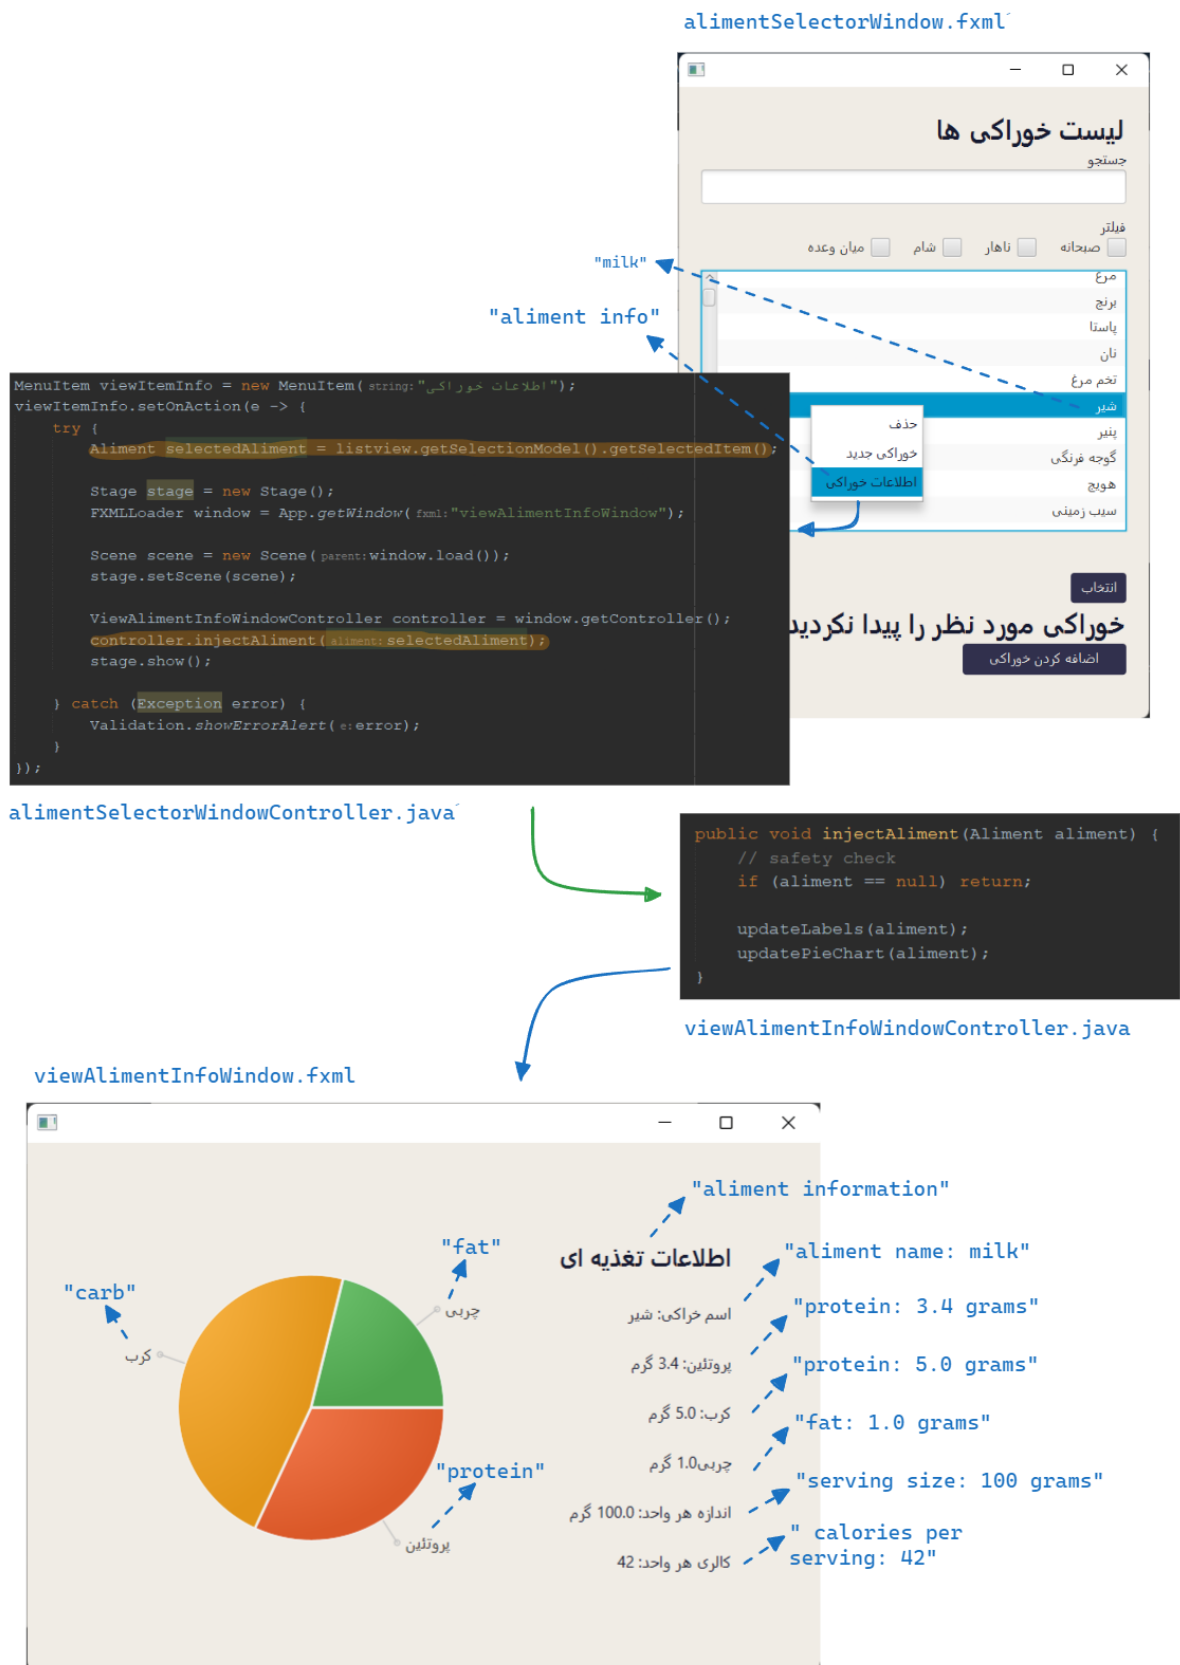 alimentSelectorWindow.fxml
لیست خوراکی ها
جستجو
فیلتر
صبحانه ناهار شام میان وعده
"milk"
"aliment info"
مرغ
برنج
پاستا
نان
تخم مرغ
شیر
پنیر
گوجه فرنگی
هویج
سیب زمینی
حذف
خوراکی جدید
اطلاعات خوراکی
انتخاب
خوراکی مورد نظر را پیدا نکردید
اضافه کردن خوراکی
MenuItem viewItemInfo = new MenuItem( string: "اطلاعات خوراکی");
viewItemInfo.setOnAction(e -> {
try {
Aliment selectedAliment = listview.getSelectionModel().getSelectedItem();
Stage stage = new Stage();
FXMLLoader window = App.getWindow( fxml: "viewAlimentInfoWindow");
Scene scene = new Scene( parent: window.load());
stage.setScene(scene);
ViewAlimentInfoWindowController controller = window.getController();
controller.injectAliment( aliment: selectedAliment);
stage.show();
} catch (Exception error) {
Validation.showErrorAlert( e: error);
}
});
alimentSelectorWindowController.java
public void injectAliment(Aliment aliment) {
// safety check
if (aliment == null) return;
updateLabels(aliment);
updatePieChart(aliment);
}
viewAlimentInfoWindowController.java
viewAlimentInfoWindow.fxml
"aliment information"
اطلاعات تغذیه ای
"aliment name: milk"
اسم خراکی: شیر
"protein: 3.4 grams"
پروتئین: 3.4 گرم
"protein: 5.0 grams"
کرب: 5.0 گرم
"fat: 1.0 grams"
چربی1.0 گرم
"serving size: 100 grams"
اندازه هر واحد: 100.0 گرم
" calories per
serving: 42"
کالری هر واحد: 42
"fat"
چربی
"carb"
کرب
"protein"
پروتئین